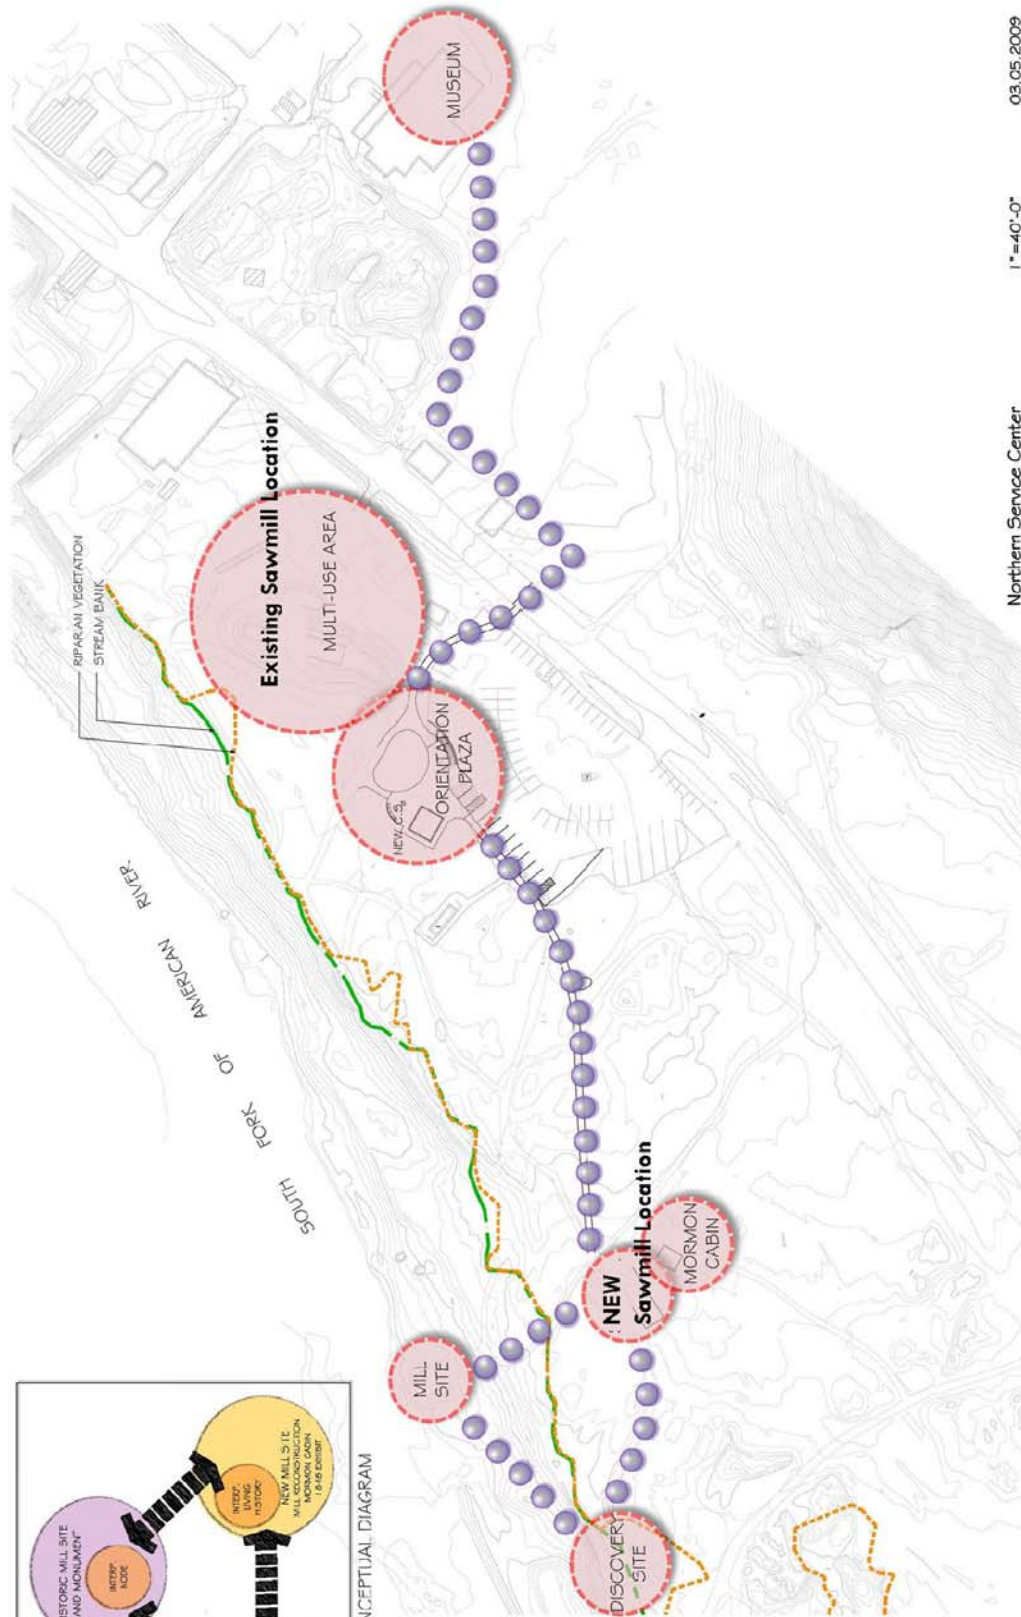 MUSEUM
RIPARIAN VEGETATION
STREAM BANK
Existing Sawmill Location
MULTI-USE AREA
NEW C.S.
ORIENTATION
PLAZA
SOUTH FORK OF AMERICAN RIVER
NEW
Sawmill Location
MORMON
CABIN
MILL
SITE
DISCOVERY
SITE
STORIC MILL SITE
AND MONUMENT
INTERP.
NODE
INTERP.
LIVING
HISTORY
NEW MILL SITE
MILL RECONSTRUCTION
MORMON CABIN
1848 EXHIBIT
NCEPTUAL DIAGRAM
Northern Service Center
1"=40'-0"
03.05.2009